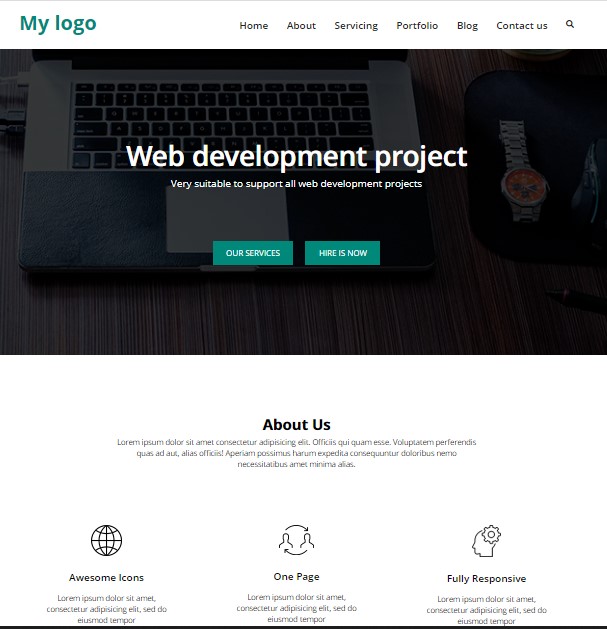 My logo
Home About Servicing Portfolio Blog Contact us
Web development project
Very suitable to support all web development projects
OUR SERVICES HIRE IS NOW
About Us
Lorem ipsum dolor sit amet consectetur adipisicing elit. Officiis qui quam esse. Voluptatem perferendis
quas ad aut, alias officiis! Aperiam possimus harum expedita consequuntur doloribus nemo
necessitatibus amet minima alias.
Awesome Icons
Lorem ipsum dolor sit amet,
consectetur adipisicing elit, sed do
eiusmod tempor
One Page
Lorem ipsum dolor sit amet,
consectetur adipisicing elit, sed do
eiusmod tempor
Fully Responsive
Lorem ipsum dolor sit amet,
consectetur adipisicing elit, sed do
eiusmod tempor